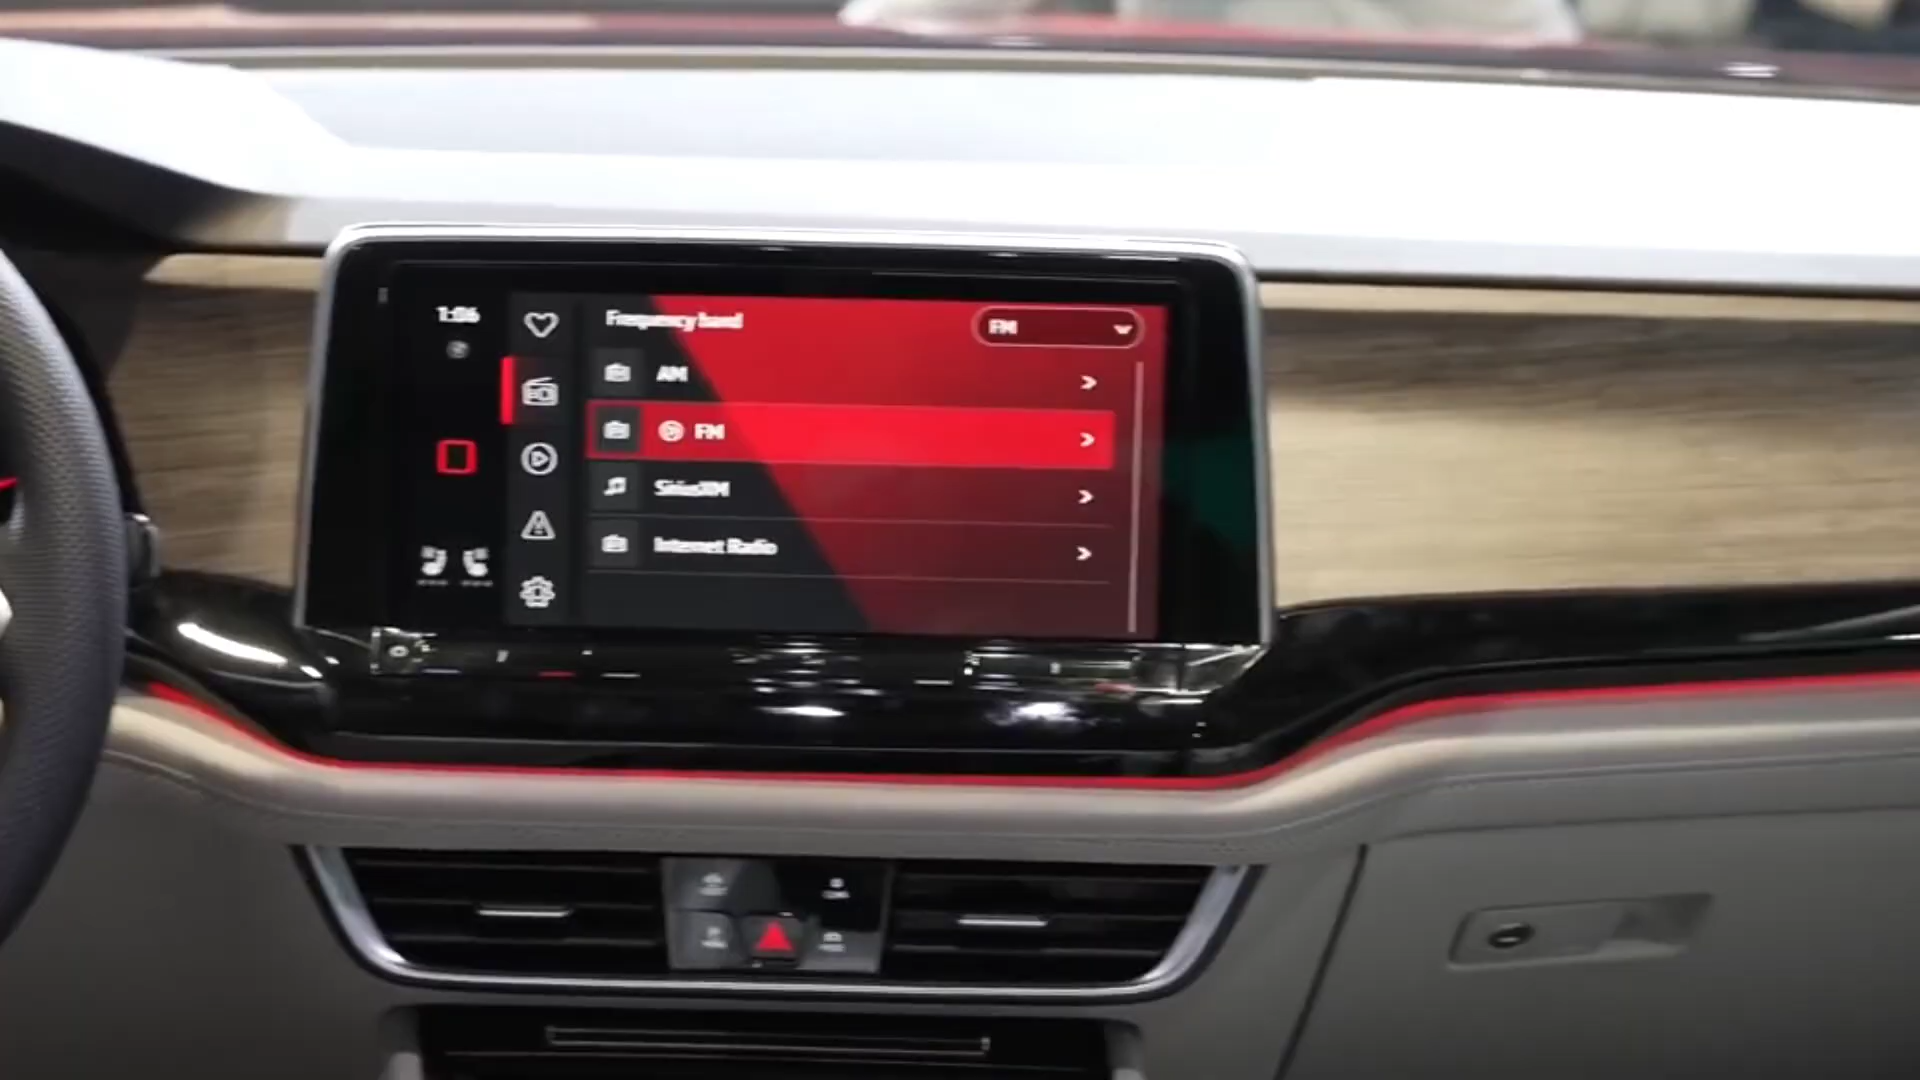 1:06
Frequency band
FM
AM
FM
SiriusXM
Internet Radio